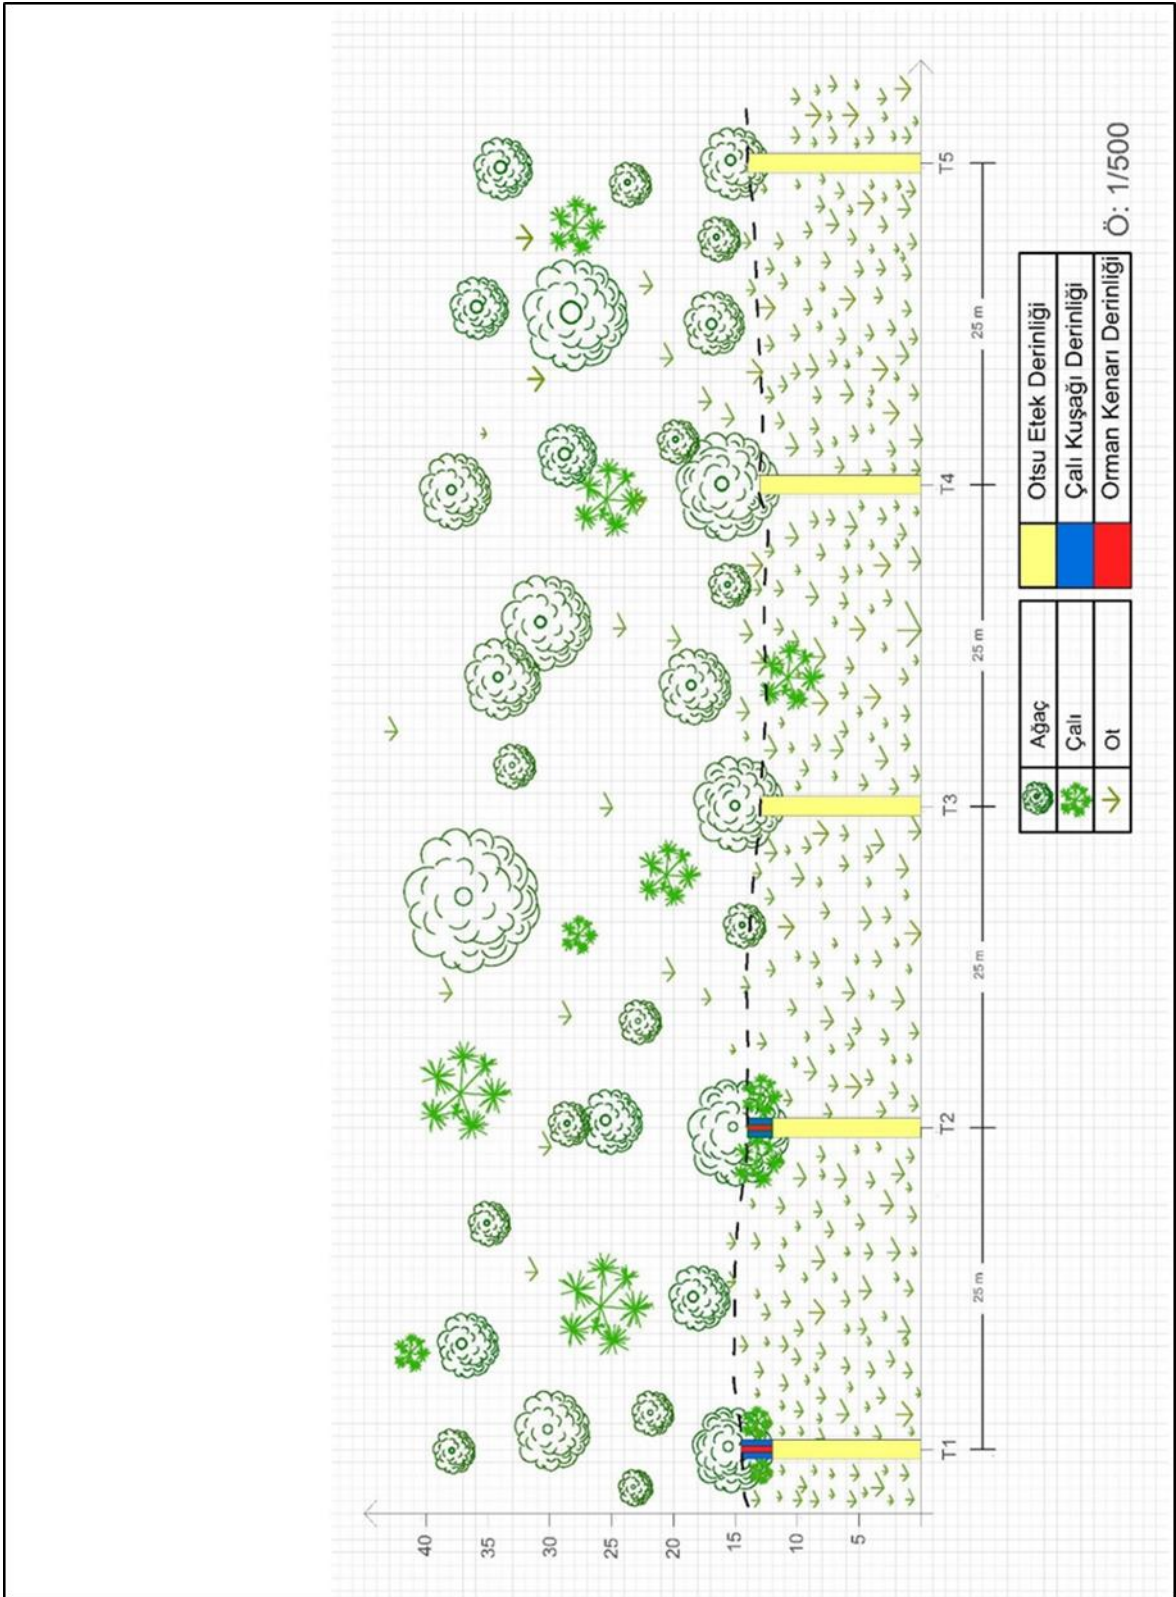 40
35
30
25
20
15
10
5
T1
T2
T3
T4
T5
25 m
25 m
25 m
25 m
Ağaç
Çalı
Ot
Otsu Etek Derinliği
Çalı Kuşağı Derinliği
Orman Kenarı Derinliği
Ö: 1/500